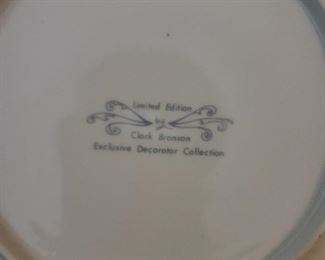 Limited Edition
by
Clark Bronson
Exclusive Decorator Collection